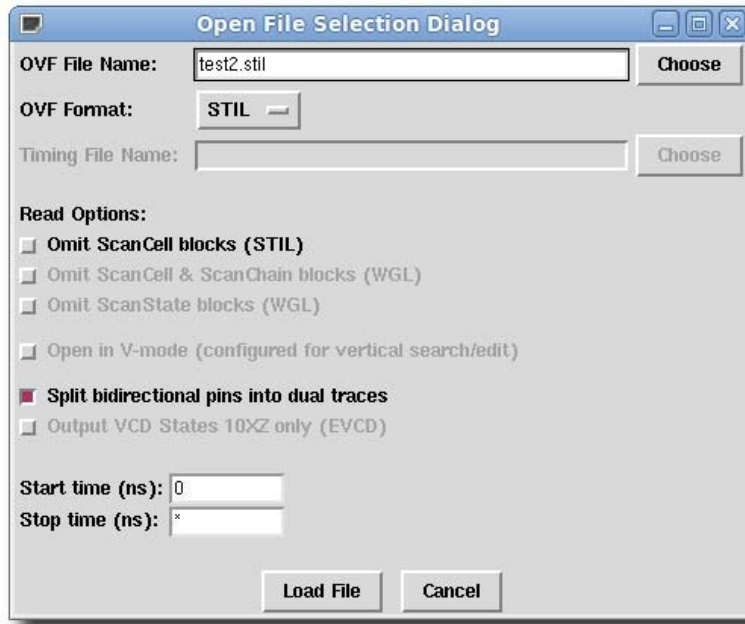 Open File Selection Dialog
OVF File Name: test2.stil Choose
OVF Format: STIL
Timing File Name: Choose
Read Options:
Omit ScanCell blocks (STIL)
Omit ScanCell & ScanChain blocks (WGL)
Omit ScanState blocks (WGL)
Open in V-mode (configured for vertical search/edit)
Split bidirectional pins into dual traces
Output VCD States 10XZ only (EVCD)
Start time (ns): 0
Stop time (ns): *
Load File Cancel